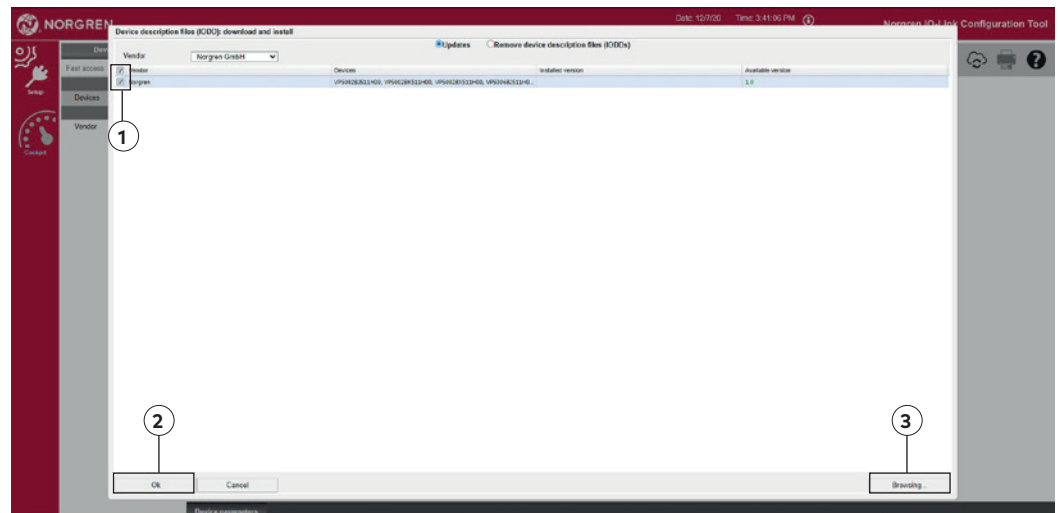 NORGREN
Date: 12/7/20 Time: 3:41:06 PM
Norgren IO-Link Configuration Tool
Device description files (IODD): download and install
Updates Remove device description files (IODDs)
Vendor Norgren GmbH
Vendor Devices Installed version Available version
Norgren 1.0
Dev
Fast access
Setup
Devices
Vendor
Cockpit
1
2
3
Ok Cancel Browsing...
Device parameters